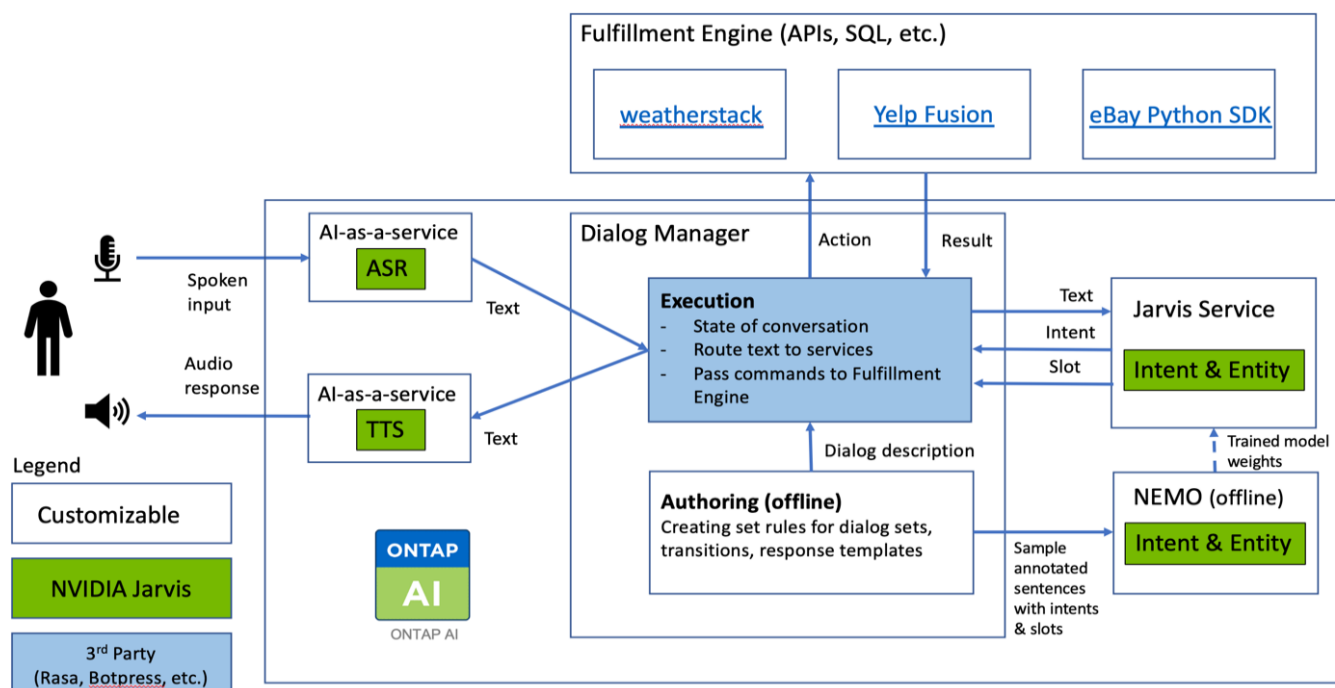 Fulfillment Engine (APIs, SQL, etc.)
weatherstack
Yelp Fusion
eBay Python SDK
AI-as-a-service
ASR
Dialog Manager
Action
Result
Spoken
input
Text
Execution
- State of conversation
- Route text to services
- Pass commands to Fulfillment
Engine
Text
Intent
Slot
Jarvis Service
Intent & Entity
Audio
response
AI-as-a-service
TTS
Text
Dialog description
Trained model
weights
Legend
Customizable
NVIDIA Jarvis
3rd Party
(Rasa, Botpress, etc.)
ONTAP
AI
ONTAP AI
Authoring (offline)
Creating set rules for dialog sets,
transitions, response templates
Sample
annotated
sentences
with intents
& slots
NEMO (offline)
Intent & Entity